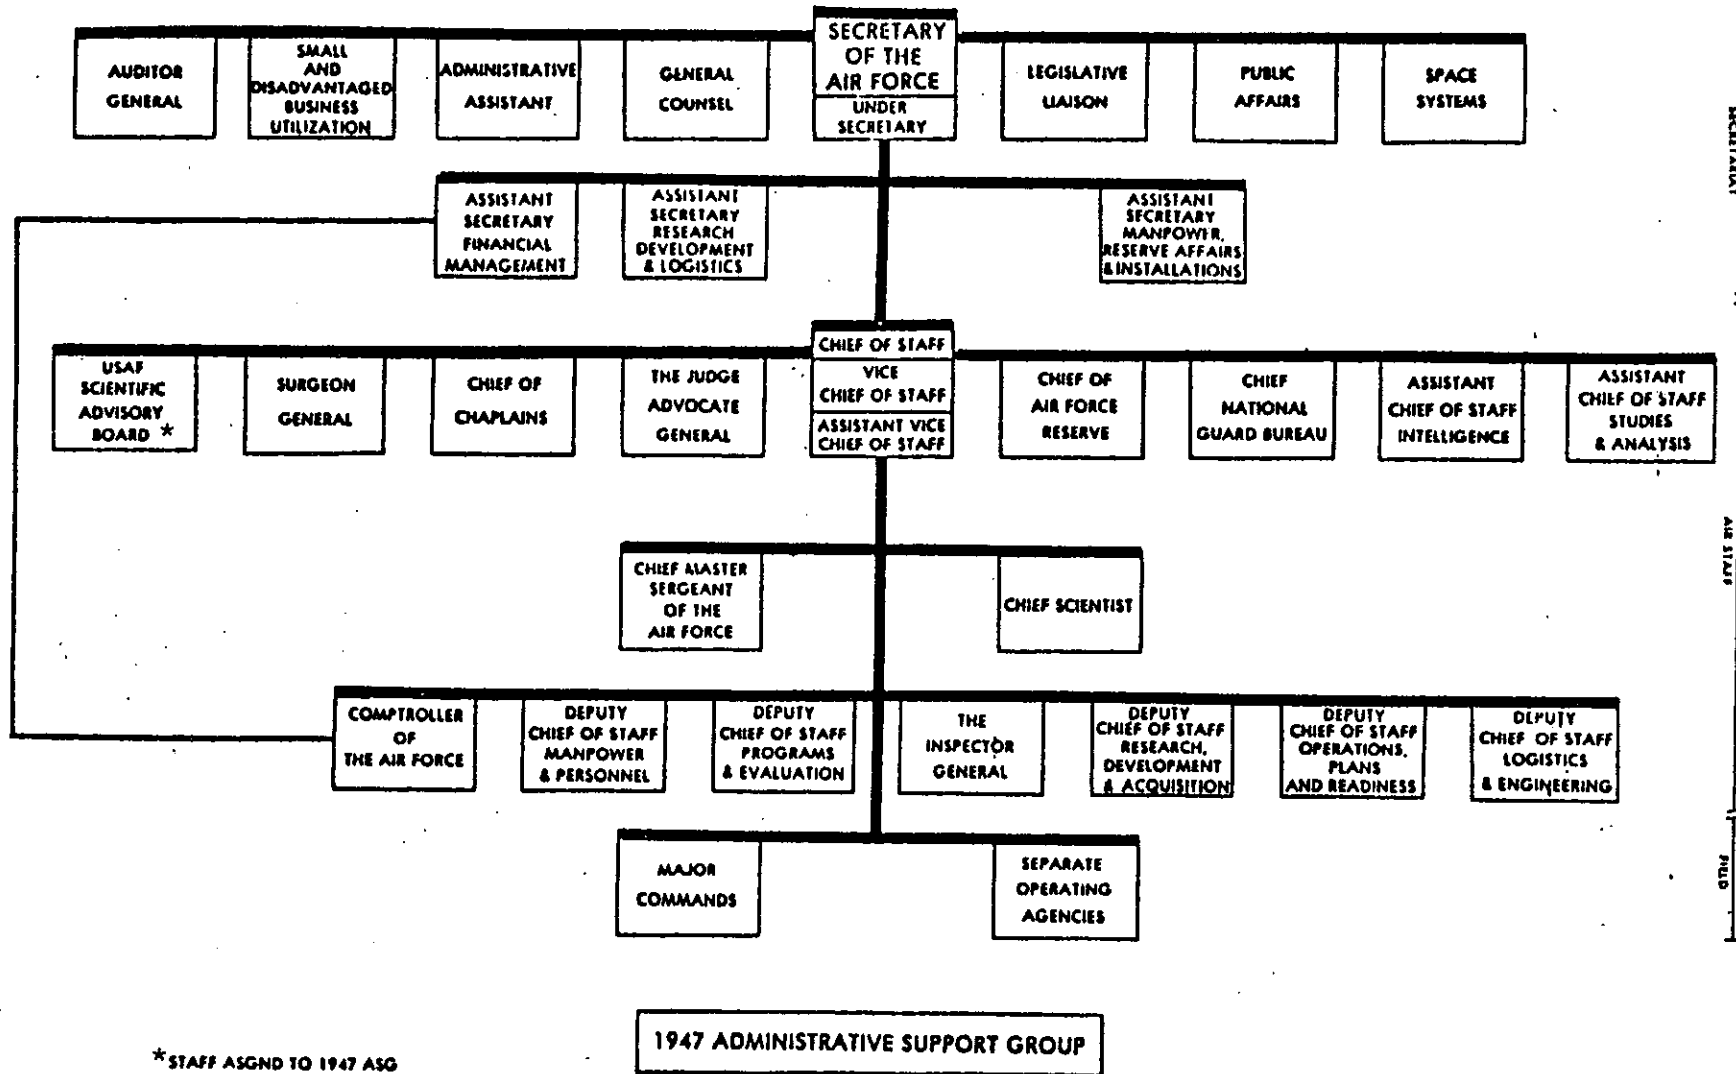 AUDITOR
GENERAL
SMALL
AND
DISADVANTAGED
BUSINESS
UTILIZATION
ADMINISTRATIVE
ASSISTANT
GENERAL
COUNSEL
SECRETARY
OF THE
AIR FORCE
UNDER
SECRETARY
LEGISLATIVE
LIAISON
PUBLIC
AFFAIRS
SPACE
SYSTEMS
SECRETARIAT
ASSISTANT
SECRETARY
FINANCIAL
MANAGEMENT
ASSISTANT
SECRETARY
RESEARCH
DEVELOPMENT
& LOGISTICS
ASSISTANT
SECRETARY
MANPOWER,
RESERVE AFFAIRS
& INSTALLATIONS
USAF
SCIENTIFIC
ADVISORY
BOARD *
SURGEON
GENERAL
CHIEF OF
CHAPLAINS
THE JUDGE
ADVOCATE
GENERAL
CHIEF OF STAFF
VICE
CHIEF OF STAFF
ASSISTANT VICE
CHIEF OF STAFF
CHIEF OF
AIR FORCE
RESERVE
CHIEF
NATIONAL
GUARD BUREAU
ASSISTANT
CHIEF OF STAFF
INTELLIGENCE
ASSISTANT
CHIEF OF STAFF
STUDIES
& ANALYSIS
AIR STAFF
CHIEF MASTER
SERGEANT
OF THE
AIR FORCE
CHIEF SCIENTIST
COMPTROLLER
OF
THE AIR FORCE
DEPUTY
CHIEF OF STAFF
MANPOWER
& PERSONNEL
DEPUTY
CHIEF OF STAFF
PROGRAMS
& EVALUATION
THE
INSPECTOR
GENERAL
DEPUTY
CHIEF OF STAFF
RESEARCH,
DEVELOPMENT
& ACQUISITION
DEPUTY
CHIEF OF STAFF
OPERATIONS,
PLANS
AND READINESS
DEPUTY
CHIEF OF STAFF
LOGISTICS
& ENGINEERING
FIELD
MAJOR
COMMANDS
SEPARATE
OPERATING
AGENCIES
1947 ADMINISTRATIVE SUPPORT GROUP
*STAFF ASGND TO 1947 ASG